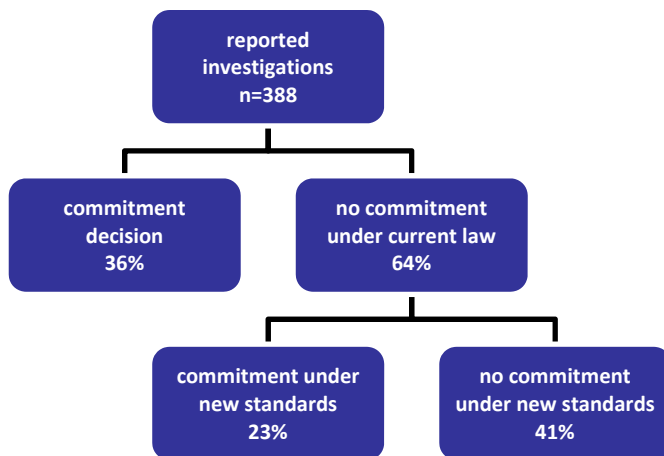 reported
investigations
n=388
commitment
decision
36%
no commitment
under current law
64%
commitment under
new standards
23%
no commitment
under new standards
41%